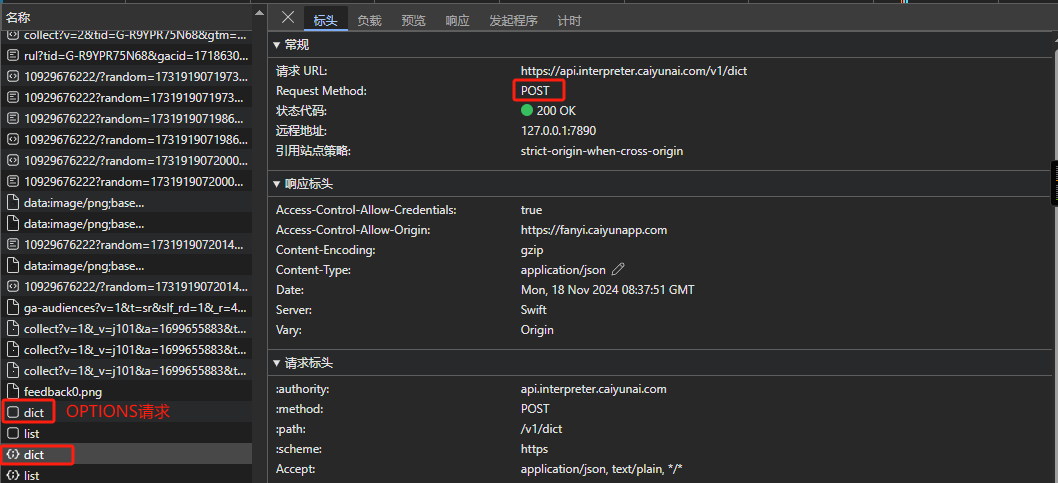 名称
collect?v=2&tid=G-R9YPR75N68&gtm=...
rul?tid=G-R9YPR75N68&gacid=1718630...
10929676222/?random=1731919071973...
10929676222?random=1731919071973...
10929676222?random=1731919071986...
10929676222/?random=1731919071986...
10929676222/?random=1731919072000...
10929676222?random=1731919072000...
data:image/png;base...
data:image/png;base...
10929676222?random=1731919072014...
data:image/png;base...
10929676222/?random=1731919072014...
ga-audiences?v=1&t=sr&slf_rd=1&_r=4...
collect?v=1&_v=j101&a=1699655883&t...
collect?v=1&_v=j101&a=1699655883&t...
collect?v=1&_v=j101&a=1699655883&t...
feedback0.png
dict OPTIONS请求
list
dict
list
标头 负载 预览 响应 发起程序 计时
常规
请求 URL: https://api.interpreter.caiyunai.com/v1/dict
Request Method: POST
状态代码: 200 OK
远程地址: 127.0.0.1:7890
引用站点策略: strict-origin-when-cross-origin
响应标头
Access-Control-Allow-Credentials: true
Access-Control-Allow-Origin: https://fanyi.caiyunapp.com
Content-Encoding: gzip
Content-Type: application/json
Date: Mon, 18 Nov 2024 08:37:51 GMT
Server: Swift
Vary: Origin
请求标头
:authority: api.interpreter.caiyunai.com
:method: POST
:path: /v1/dict
:scheme: https
Accept: application/json, text/plain, */*